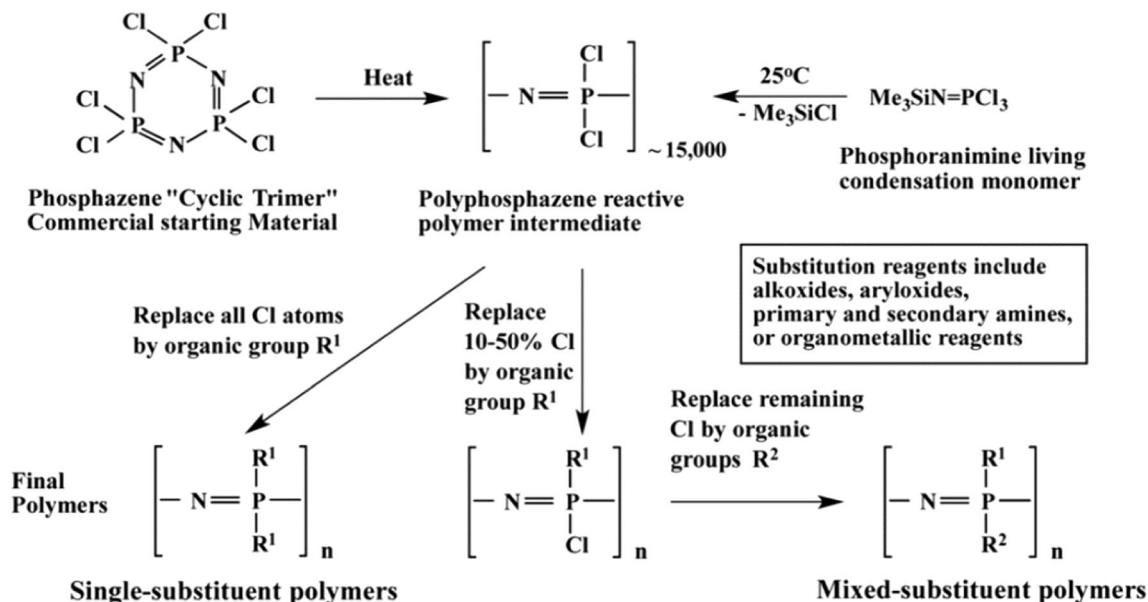 Cl Cl
P
N N
Cl Cl
P P
Cl N Cl
Phosphazene "Cyclic Trimer"
Commercial starting Material
Heat
Cl
N P
Cl
~15,000
Polyphosphazene reactive
polymer intermediate
25ºC
- Me₃SiCl
Me₃SiN=PCl₃
Phosphoranimine living
condensation monomer
Substitution reagents include
alkoxides, aryloxides,
primary and secondary amines,
or organometallic reagents
Replace all Cl atoms
by organic group R¹
Replace
10-50% Cl
by organic
group R¹
Replace remaining
Cl by organic
groups R²
Final
Polymers
R¹
N P
R¹
n
Single-substituent polymers
R¹
N P
Cl
n
R¹
N P
R²
n
Mixed-substituent polymers